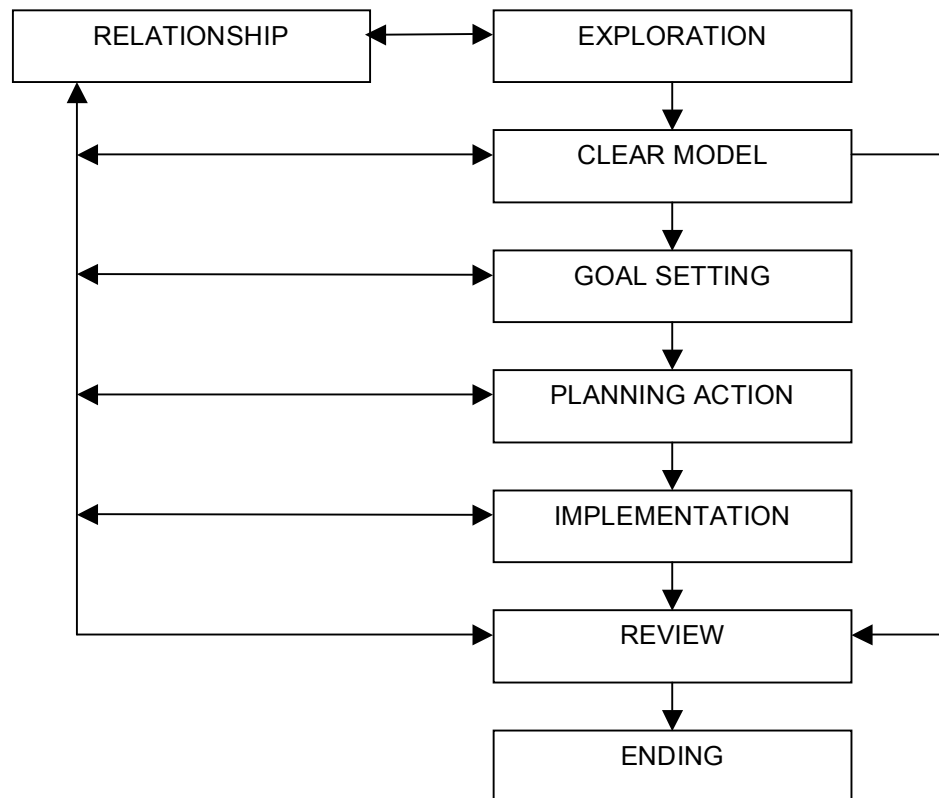 RELATIONSHIP
EXPLORATION
CLEAR MODEL
GOAL SETTING
PLANNING ACTION
IMPLEMENTATION
REVIEW
ENDING